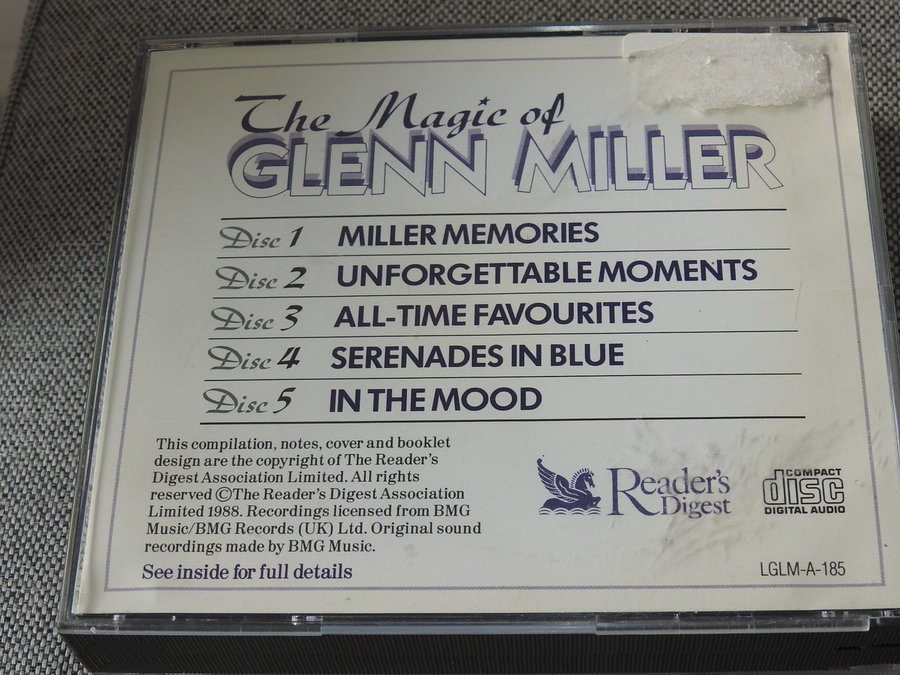 The Magic of
GLENN MILLER
Disc 1 MILLER MEMORIES
Disc 2 UNFORGETTABLE MOMENTS
Disc 3 ALL-TIME FAVOURITES
Disc 4 SERENADES IN BLUE
Disc 5 IN THE MOOD
This compilation, notes, cover and booklet
design are the copyright of The Reader's
Digest Association Limited. All rights
reserved ©The Reader's Digest Association
Limited 1988. Recordings licensed from BMG
Music/BMG Records (UK) Ltd. Original sound
recordings made by BMG Music.
See inside for full details
Reader's
Digest
COMPACT
disc
DIGITAL AUDIO
LGLM-A-185